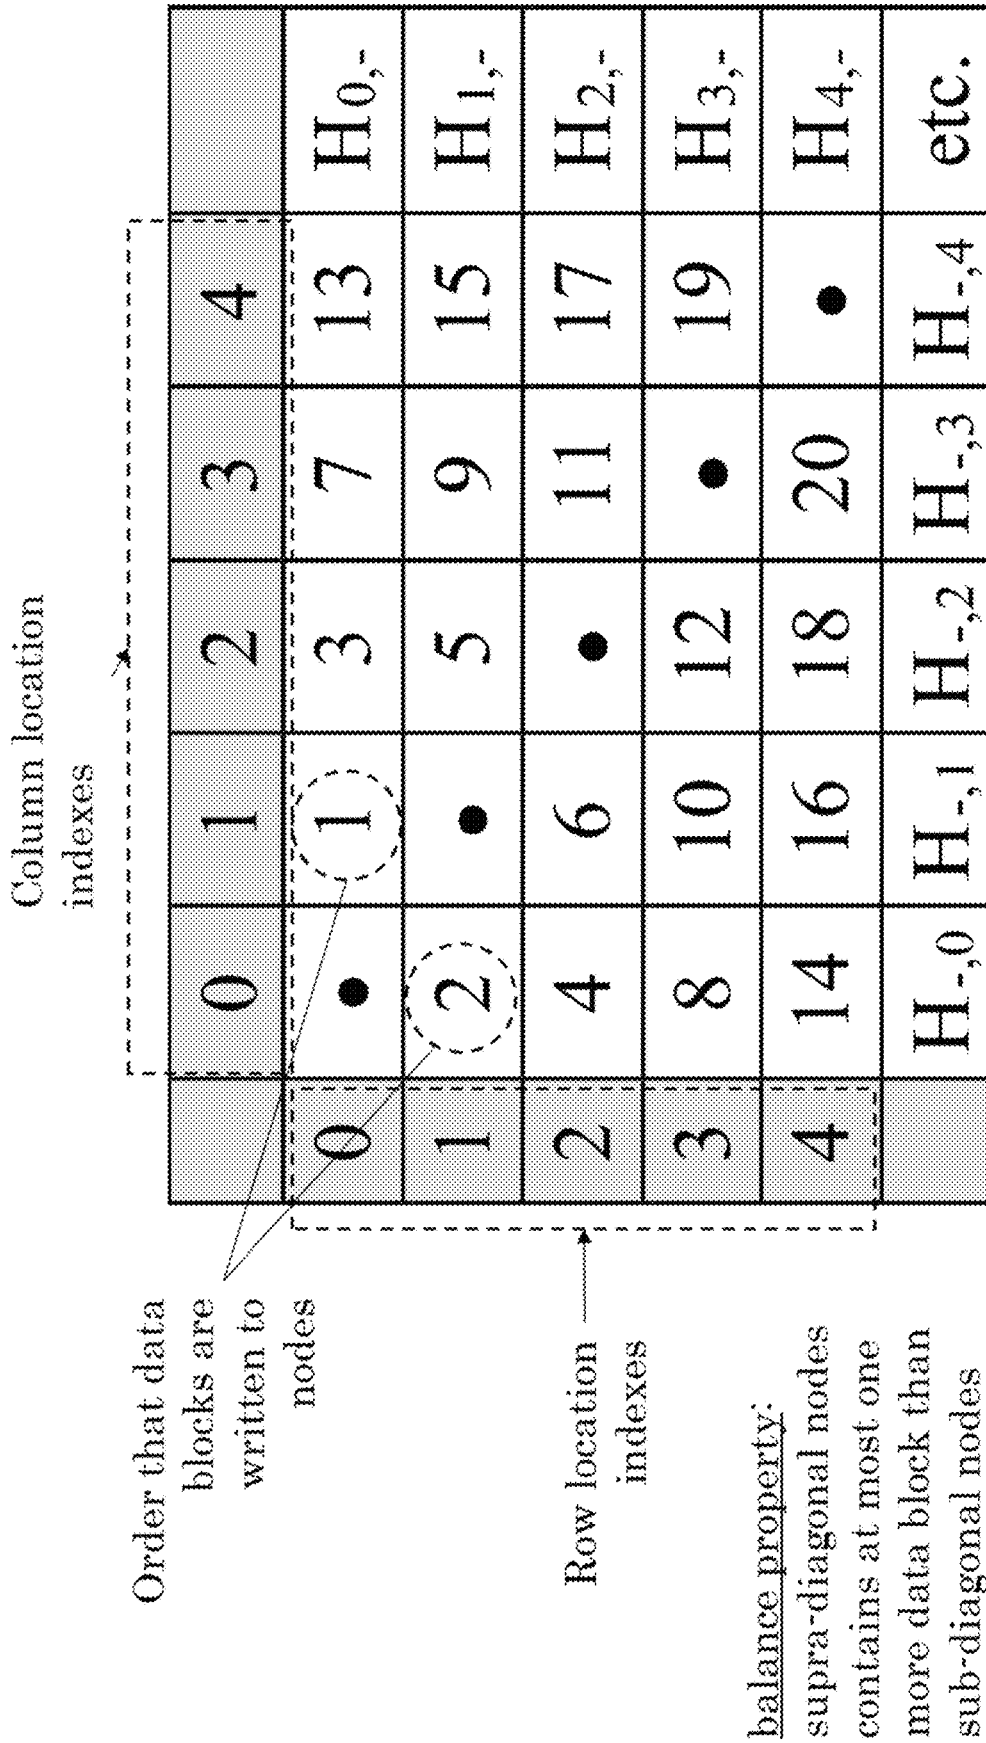 Column location
indexes
Order that data
blocks are
written to
nodes
0 1 2 3 4
0 • 1 3 7 13 H0,-
1 2 • 5 9 15 H1,-
2 4 6 • 11 17 H2,-
3 8 10 12 • 19 H3,-
4 14 16 18 20 • H4,-
H-,0 H-,1 H-,2 H-,3 H-,4 etc.
Row location
indexes
balance property:
supra-diagonal nodes
contains at most one
more data block than
sub-diagonal nodes